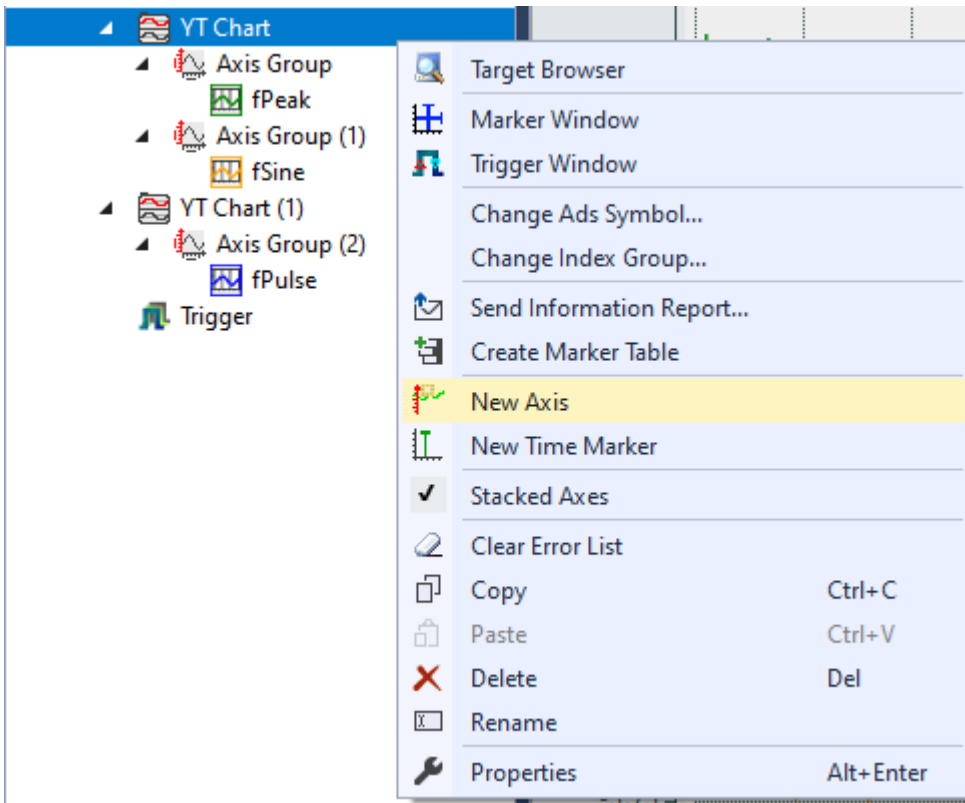 YT Chart
Axis Group
fPeak
Axis Group (1)
fSine
YT Chart (1)
Axis Group (2)
fPulse
Trigger
Target Browser
Marker Window
Trigger Window
Change Ads Symbol...
Change Index Group...
Send Information Report...
Create Marker Table
New Axis
New Time Marker
Stacked Axes
Clear Error List
Copy Ctrl+C
Paste Ctrl+V
Delete Del
Rename
Properties Alt+Enter